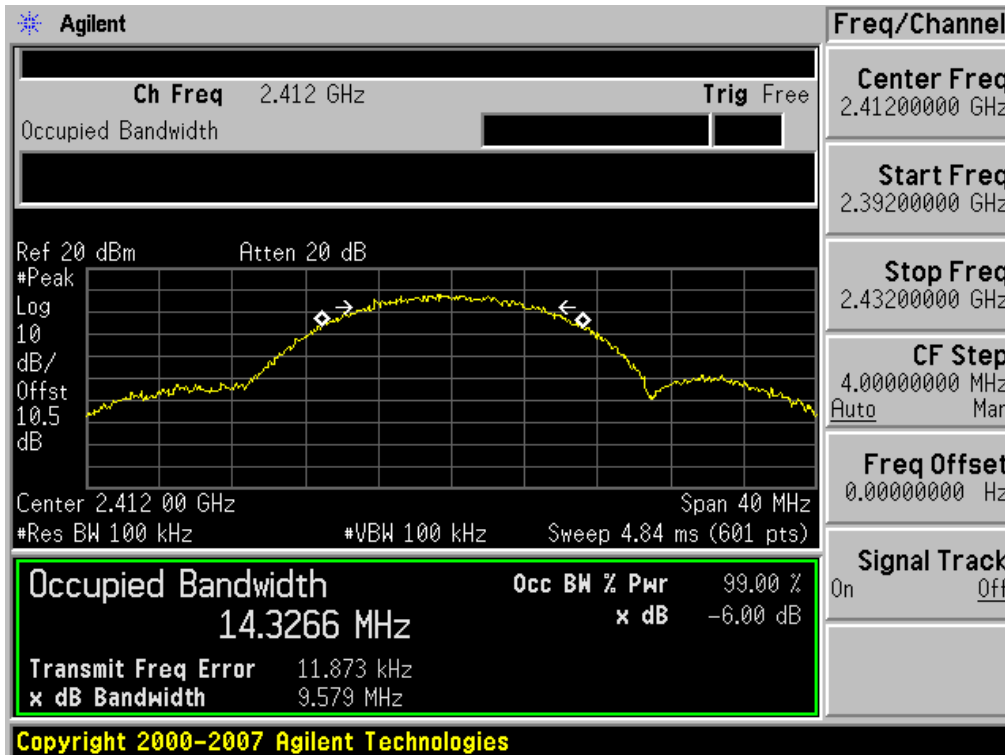 Agilent
Freq/Channel
Ch Freq 2.412 GHz Trig Free
Occupied Bandwidth
Center Freq
2.41200000 GHz
Start Freq
2.39200000 GHz
Stop Freq
2.43200000 GHz
CF Step
4.00000000 MHz
Auto Man
Freq Offset
0.00000000 Hz
Signal Track
On Off
Ref 20 dBm Atten 20 dB
#Peak
Log
10
dB/
Offst
10.5
dB
Center 2.412 00 GHz Span 40 MHz
#Res BW 100 kHz #VBW 100 kHz Sweep 4.84 ms (601 pts)
Occupied Bandwidth
14.3266 MHz
Occ BW % Pwr 99.00 %
x dB -6.00 dB
Transmit Freq Error 11.873 kHz
x dB Bandwidth 9.579 MHz
Copyright 2000-2007 Agilent Technologies